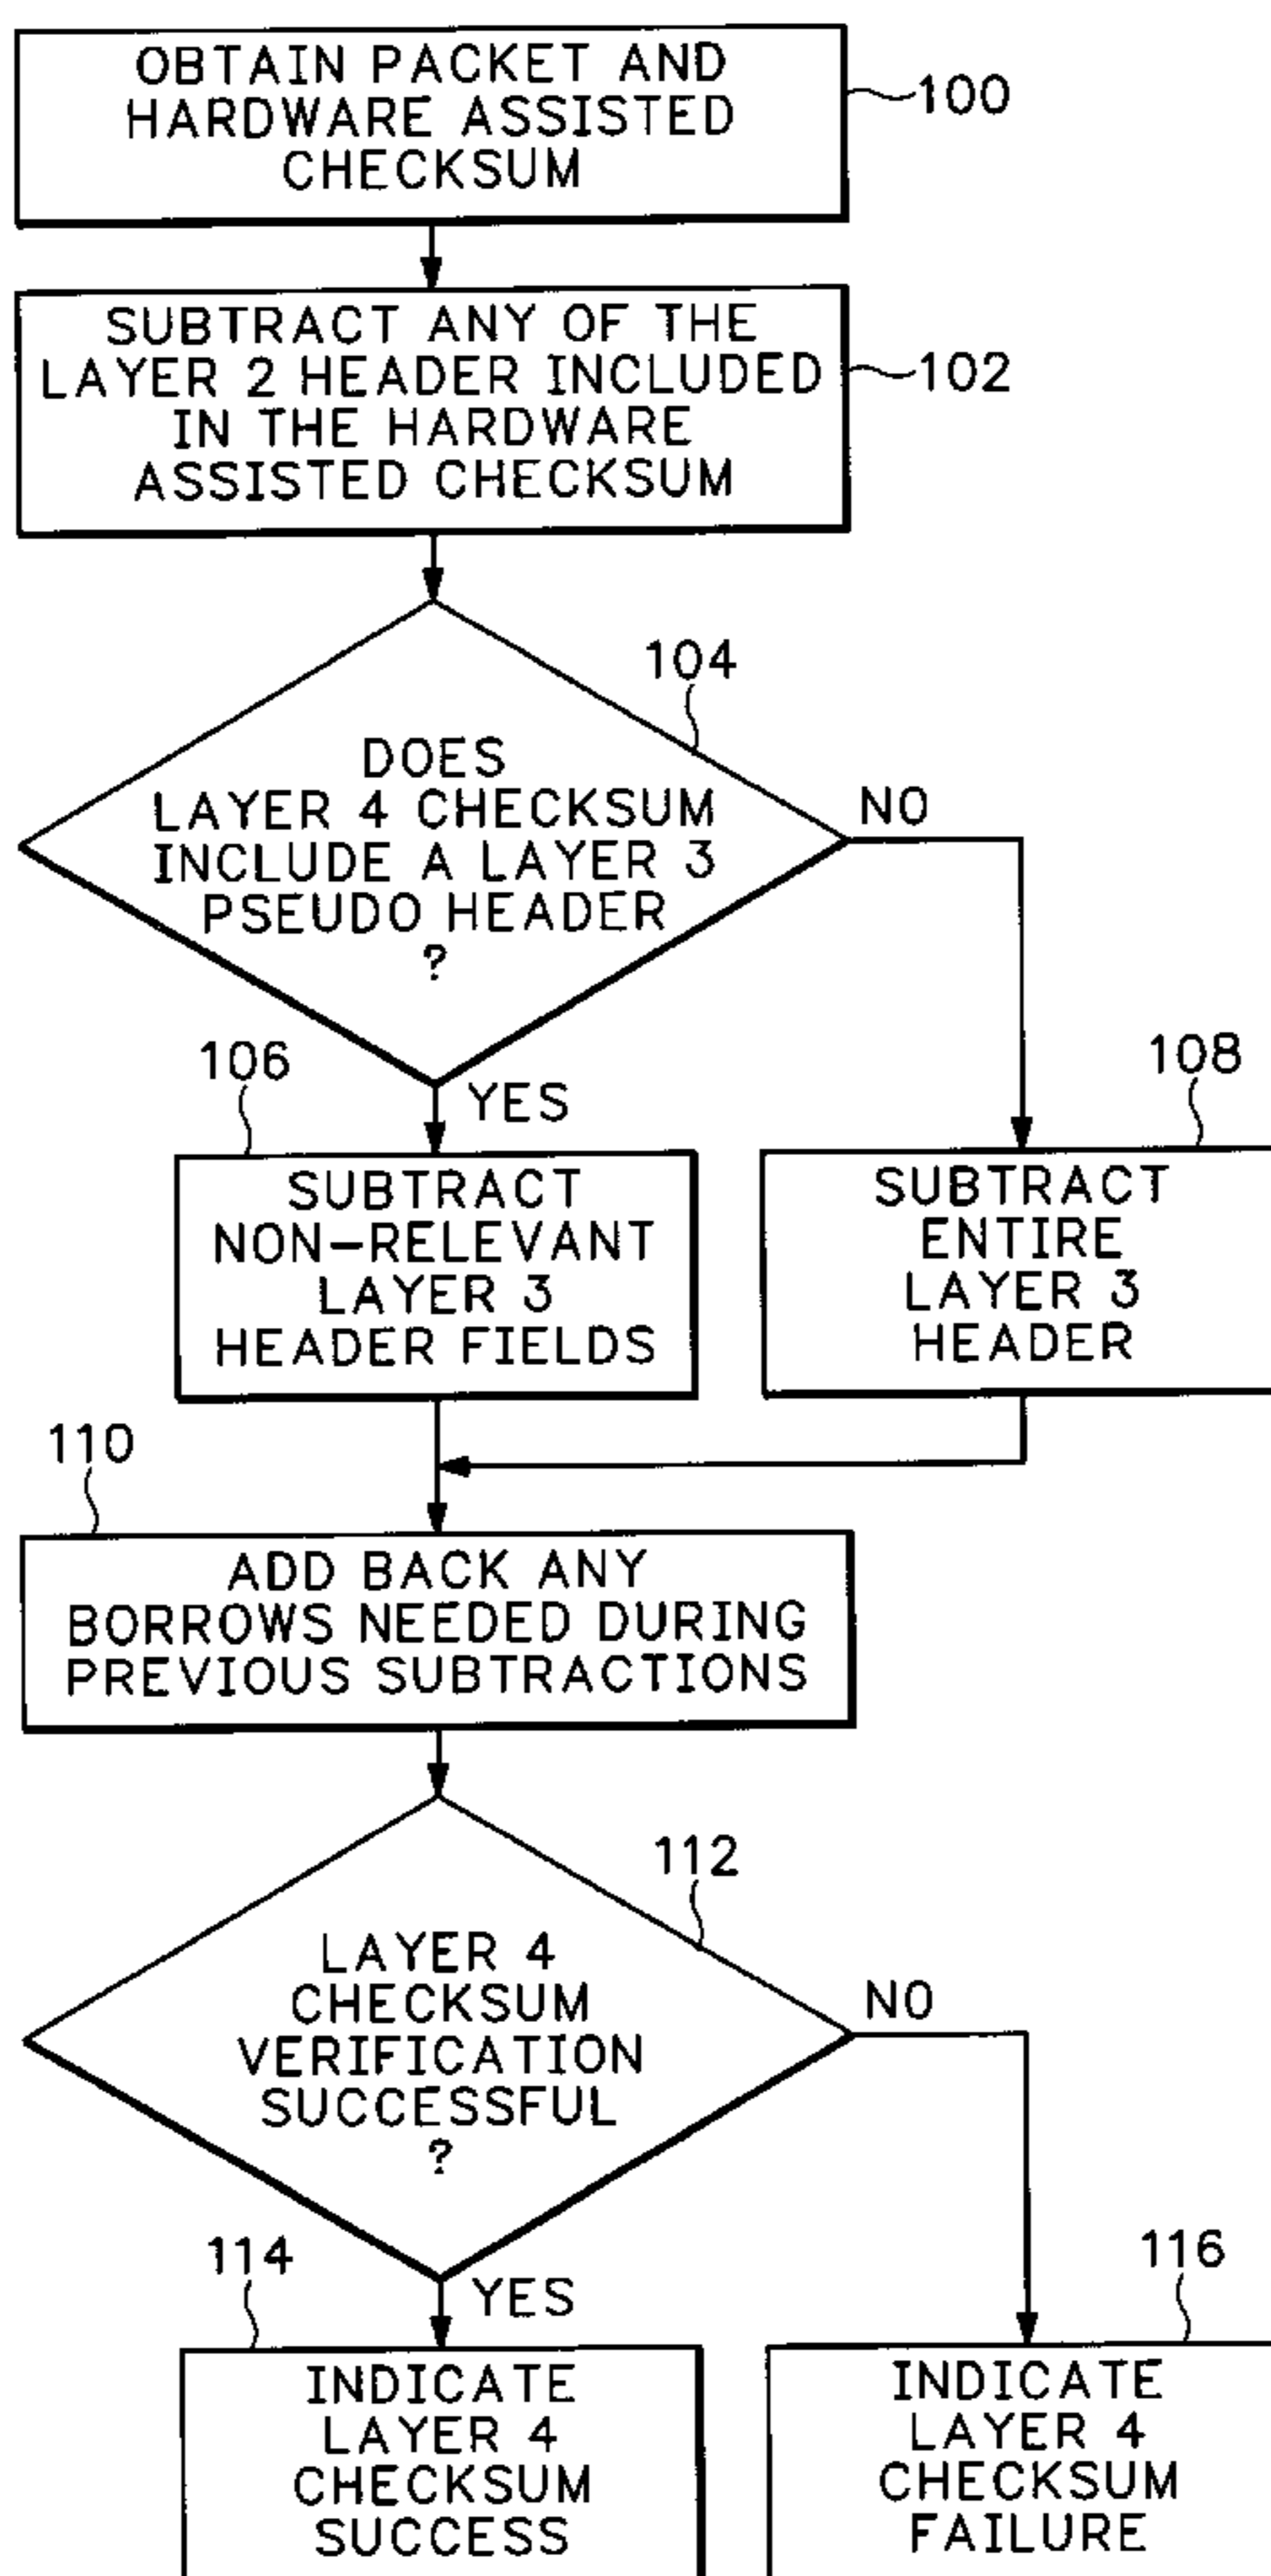 OBTAIN PACKET AND
HARDWARE ASSISTED
CHECKSUM
100
SUBTRACT ANY OF THE
LAYER 2 HEADER INCLUDED
IN THE HARDWARE
ASSISTED CHECKSUM
102
104
DOES
LAYER 4 CHECKSUM
INCLUDE A LAYER 3
PSEUDO HEADER
?
NO
YES
106
SUBTRACT
NON-RELEVANT
LAYER 3
HEADER FIELDS
108
SUBTRACT
ENTIRE
LAYER 3
HEADER
110
ADD BACK ANY
BORROWS NEEDED DURING
PREVIOUS SUBTRACTIONS
112
LAYER 4
CHECKSUM
VERIFICATION
SUCCESSFUL
?
NO
YES
114
INDICATE
LAYER 4
CHECKSUM
SUCCESS
116
INDICATE
LAYER 4
CHECKSUM
FAILURE